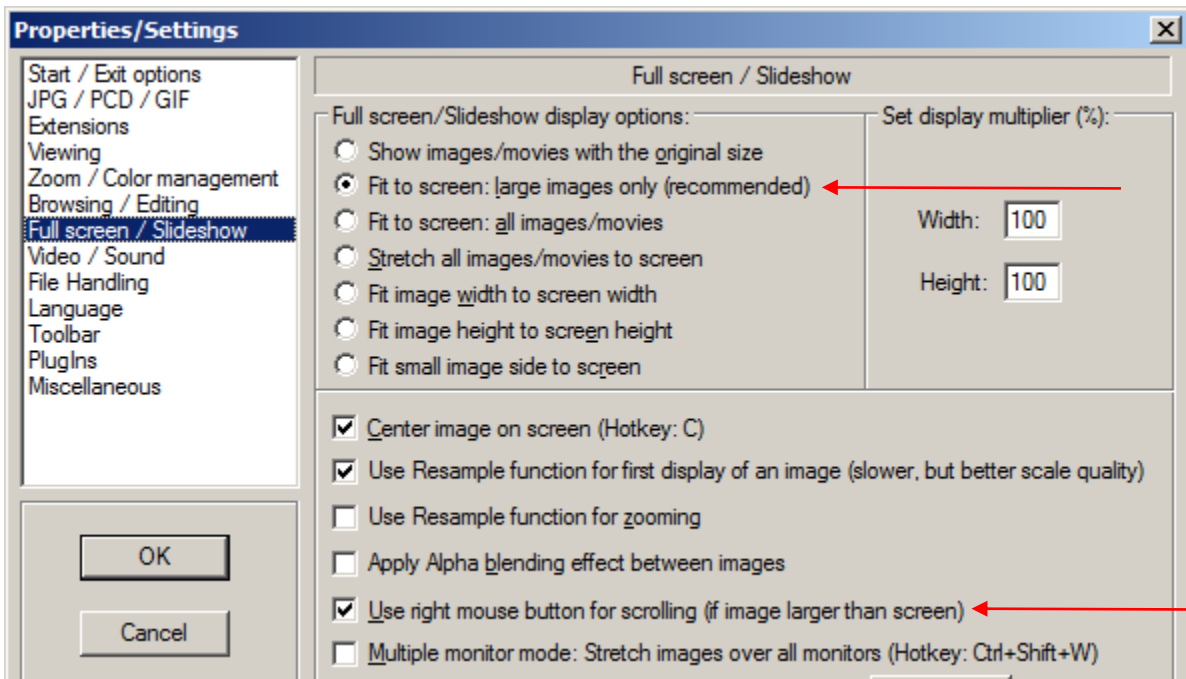 Properties/Settings
Start / Exit options
JPG / PCD / GIF
Extensions
Viewing
Zoom / Color management
Browsing / Editing
Full screen / Slideshow
Video / Sound
File Handling
Language
Toolbar
PlugIns
Miscellaneous
OK
Cancel
Full screen / Slideshow
Full screen/Slideshow display options:
Show images/movies with the original size
Fit to screen: large images only (recommended)
Fit to screen: all images/movies
Stretch all images/movies to screen
Fit image width to screen width
Fit image height to screen height
Fit small image side to screen
Set display multiplier (%):
Width: 100
Height: 100
Center image on screen (Hotkey: C)
Use Resample function for first display of an image (slower, but better scale quality)
Use Resample function for zooming
Apply Alpha blending effect between images
Use right mouse button for scrolling (if image larger than screen)
Multiple monitor mode: Stretch images over all monitors (Hotkey: Ctrl+Shift+W)